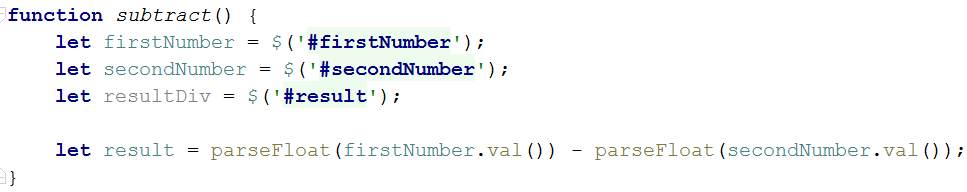 function subtract() {
    let firstNumber = $('#firstNumber');
    let secondNumber = $('#secondNumber');
    let resultDiv = $('#result');

    let result = parseFloat(firstNumber.val()) - parseFloat(secondNumber.val());
}